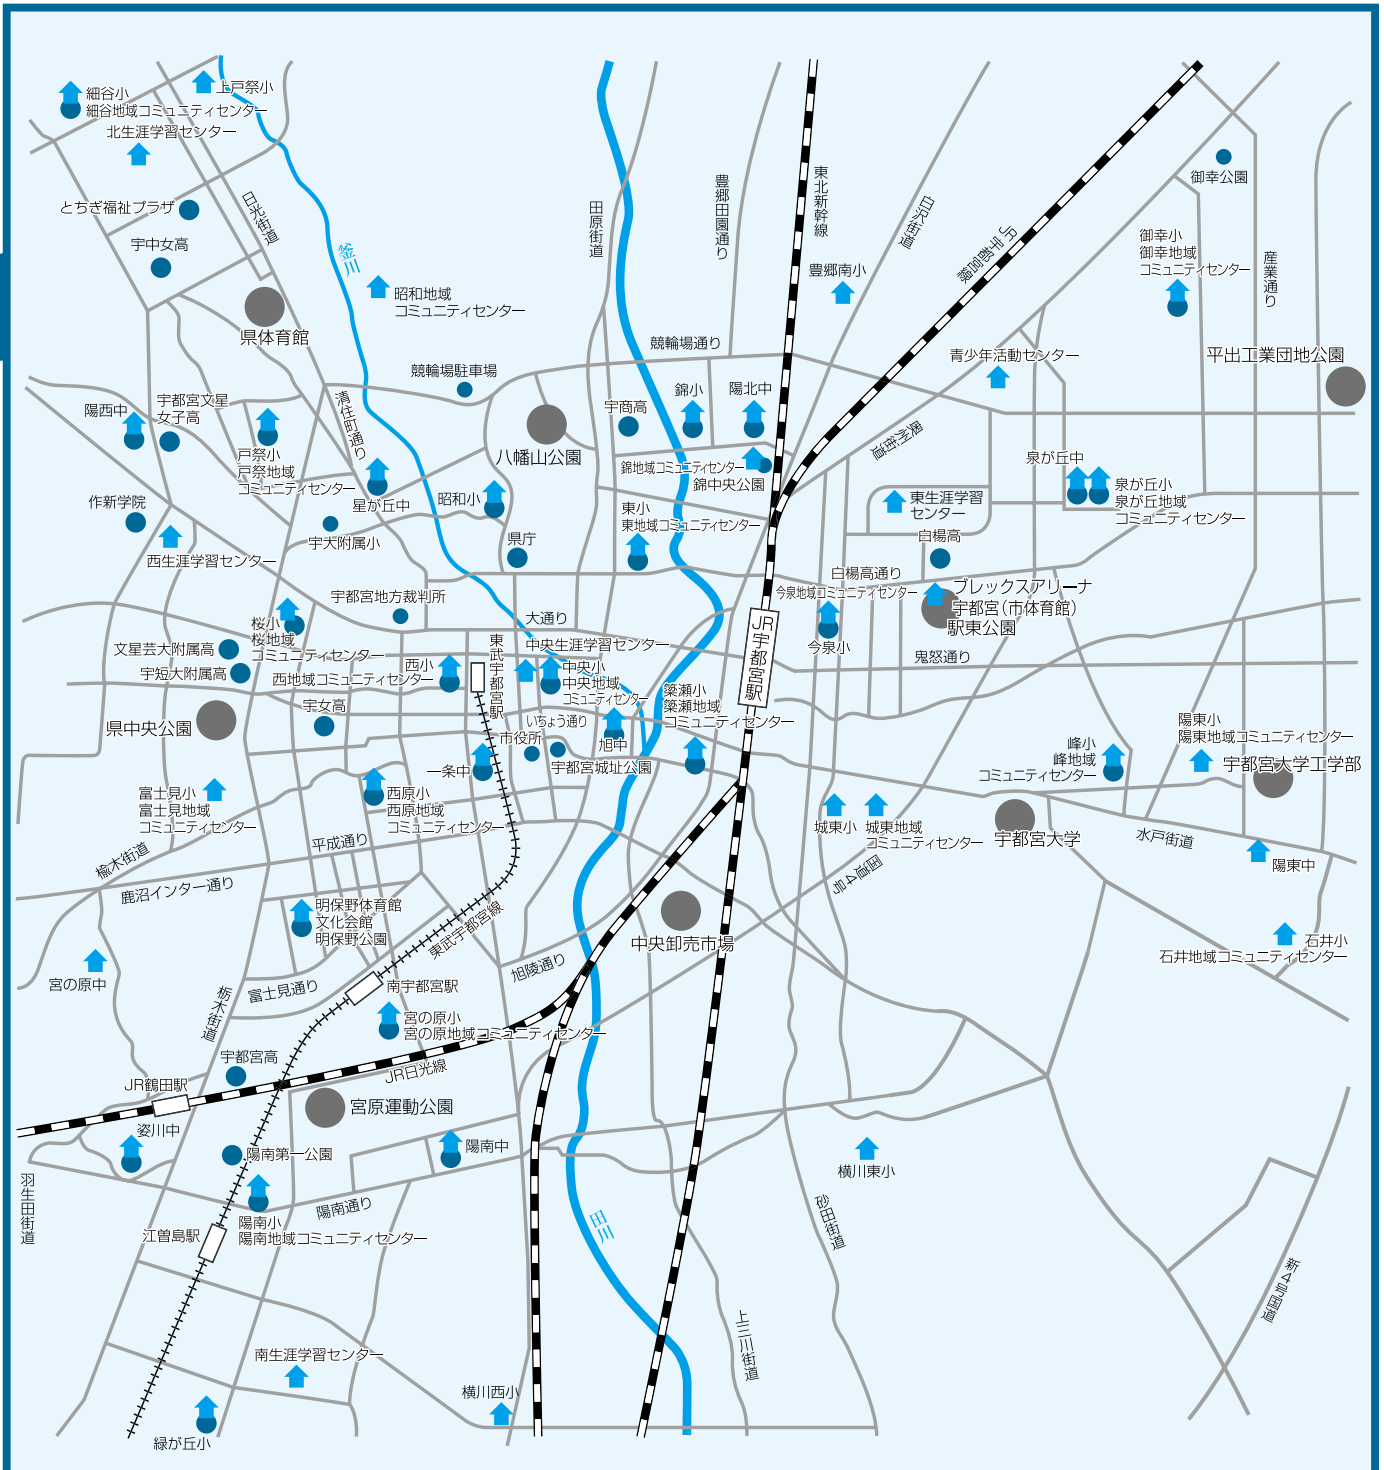 細谷小
細谷地域コミュニティセンター
上戸祭小
北生涯学習センター
とちぎ福祉プラザ
宇中女高
日光街道
釜川
県体育館
昭和地域
コミュニティセンター
田原街道
豊郷田園通り
東北新幹線
白沢街道
JR宇都宮線
豊郷南小
御幸公園
御幸小
御幸地域
コミュニティセンター
産業通り
平出工業団地公園
青少年活動センター
競輪場通り
競輪場駐車場
清住町通り
陽西中
宇都宮文星
女子高
戸祭小
戸祭地域
コミュニティセンター
星が丘中
八幡山公園
宇商高
錦小
陽北中
錦地域コミュニティセンター
錦中央公園
奥州街道
泉が丘中
泉が丘小
泉が丘地域
コミュニティセンター
作新学院
西生涯学習センター
宇大附属小
昭和小
県庁
東小
東地域コミュニティセンター
東生涯学習
センター
白楊高
白楊高通り
今泉地域コミュニティセンター
今泉小
ブレックスアリーナ
宇都宮(市体育館)
駅東公園
宇都宮地方裁判所
大通り
桜小
桜地域
コミュニティセンター
文星芸大附属高
宇短大附属高
西小
西地域コミュニティセンター
東武宇都宮駅
中央生涯学習センター
中央小
中央地域
コミュニティセンター
JR宇都宮駅
鬼怒通り
簗瀬小
簗瀬地域
コミュニティセンター
県中央公園
宇女高
いちょう通り
市役所
旭中
宇都宮城址公園
一条中
陽東小
陽東地域コミュニティセンター
峰小
峰地域
コミュニティセンター
宇都宮大学工学部
富士見小
富士見地域
コミュニティセンター
西原小
西原地域
コミュニティセンター
城東小
城東地域
コミュニティセンター
宇都宮大学
水戸街道
陽東中
楡木街道
平成通り
鹿沼インター通り
国道4号
明保野体育館
文化会館
明保野公園
東武宇都宮線
中央卸売市場
旭陵通り
石井小
石井地域コミュニティセンター
宮の原中
富士見通り
南宇都宮駅
栃木街道
宮の原小
宮の原地域コミュニティセンター
宇都宮高
JR日光線
JR鶴田駅
宮原運動公園
姿川中
陽南第一公園
陽南中
横川東小
羽生田街道
陽南通り
陽南小
陽南地域コミュニティセンター
江曽島駅
田川
砂田街道
新4号国道
上三川街道
南生涯学習センター
横川西小
緑が丘小